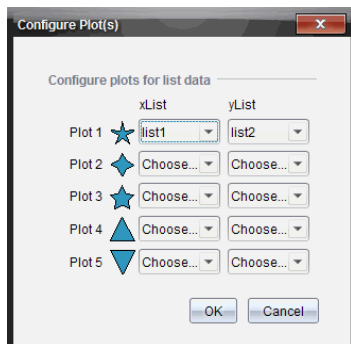 Configure Plot(s)
Configure plots for list data
xList yList
Plot 1 list1 list2
Plot 2 Choose... Choose...
Plot 3 Choose... Choose...
Plot 4 Choose... Choose...
Plot 5 Choose... Choose...
OK Cancel